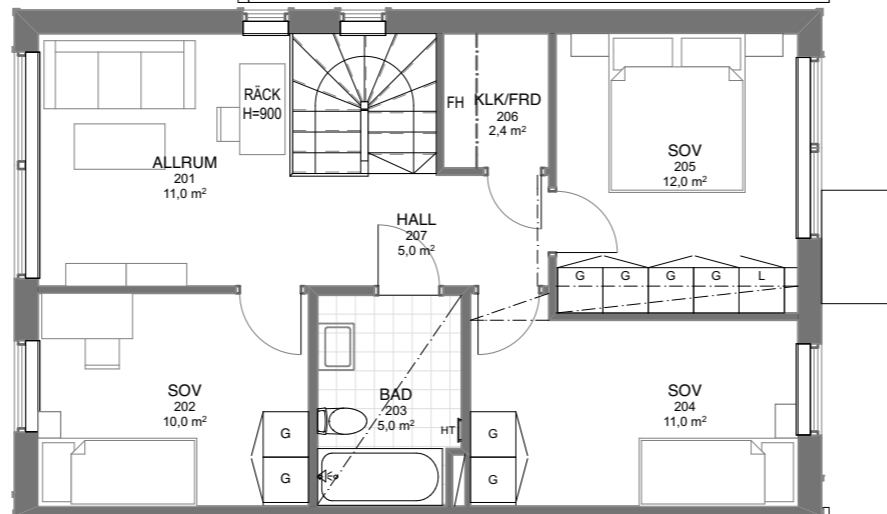 RÄCK
H=900
FH
KLK/FRD
206
2,4 m²
ALLRUM
201
11,0 m²
SOV
205
12,0 m²
HALL
207
5,0 m²
G
G
G
G
L
SOV
202
10,0 m²
BAD
203
5,0 m²
SOV
204
11,0 m²
HT
G
G
G
G